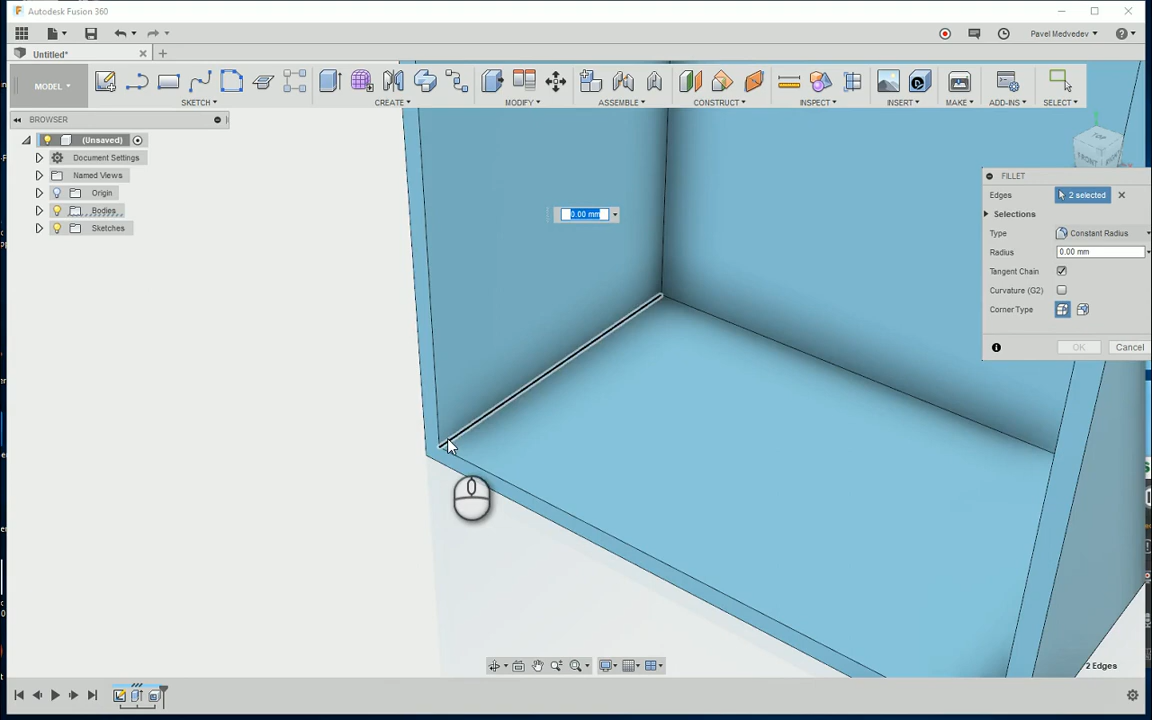 Autodesk Fusion 360
Pavel Medvedev
Untitled*
MODEL
SKETCH
CREATE
MODIFY
ASSEMBLE
CONSTRUCT
INSPECT
INSERT
MAKE
ADD-INS
SELECT
BROWSER
(Unsaved)
Document Settings
Named Views
Origin
Bodies
Sketches
TOP
FRONT
0.00 mm
FILLET
Edges 2 selected
Selections
Type Constant Radius
Radius 0.00 mm
Tangent Chain
Curvature (G2)
Corner Type
OK Cancel
2 Edges